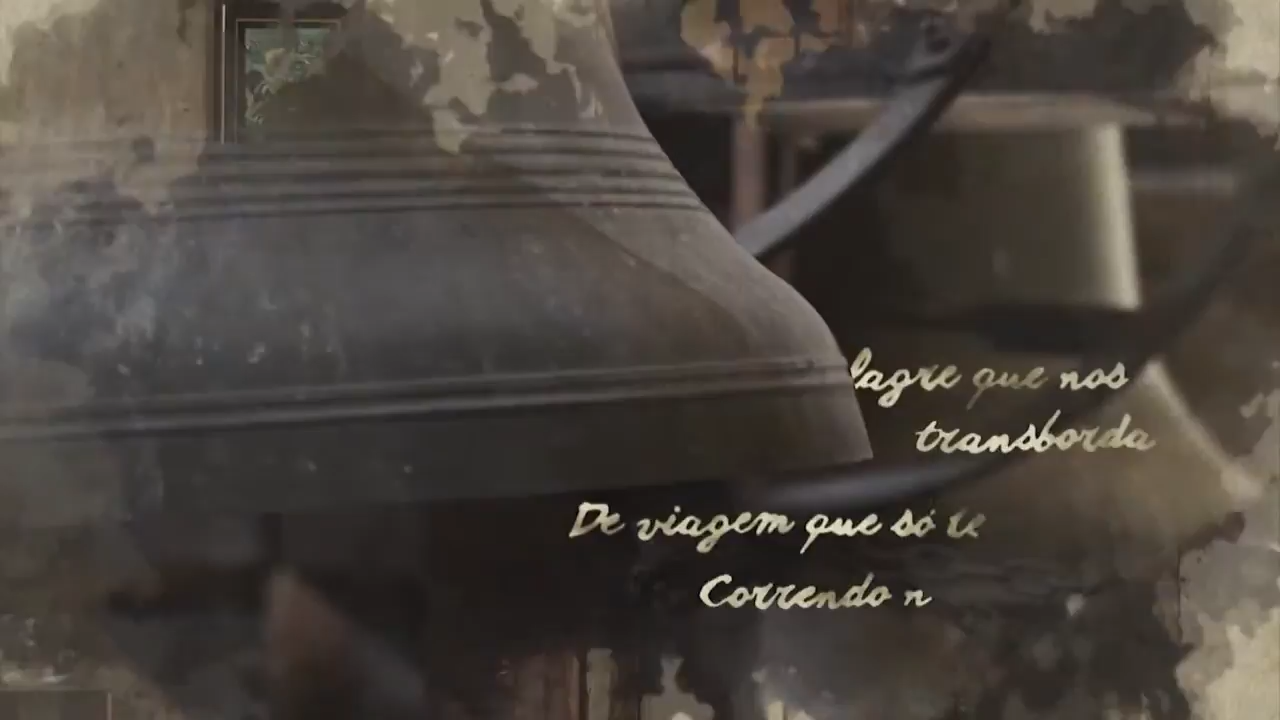 lagre que nos
transborda
De viagem que só te
Correndo n